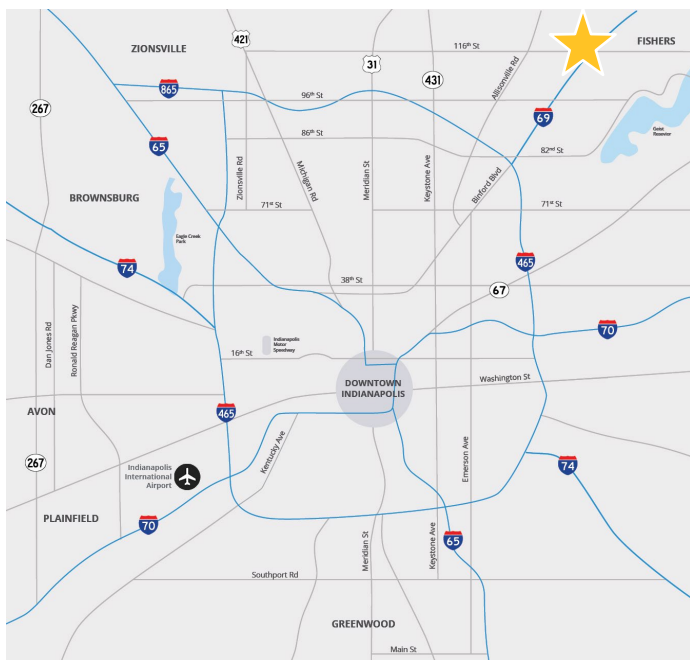 421
ZIONSVILLE
31
116th St
FISHERS
431
Allisonville Rd
865
267
96th St
69
65
86th St
82nd St
Geist
Reservoir
Zionsville Rd
Michigan Rd
Meridian St
Keystone Ave
Binford Blvd
BROWNSBURG
71st St
71st St
Eagle Creek
Park
74
465
38th St
67
70
Dan Jones Rd
Ronald Reagan Pkwy
Indianapolis
Motor
Speedway
16th St
DOWNTOWN
INDIANAPOLIS
Washington St
AVON
465
Kentucky Ave
Emerson Ave
267
Indianapolis
International
Airport
74
PLAINFIELD
70
Meridian St
Keystone Ave
65
Southport Rd
GREENWOOD
Main St